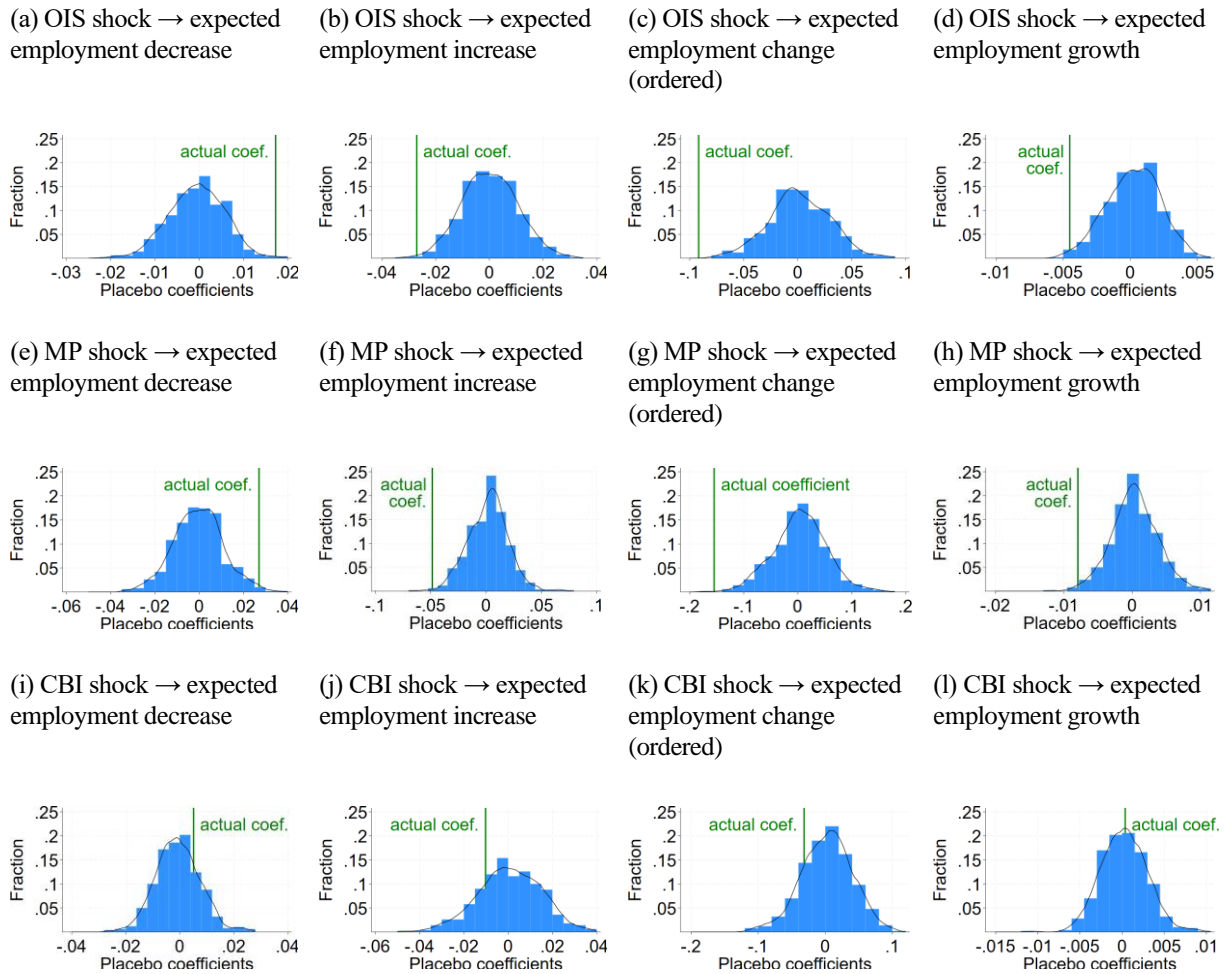 (a) OIS shock → expected
employment decrease
(b) OIS shock → expected
employment increase
(c) OIS shock → expected
employment change
(ordered)
(d) OIS shock → expected
employment growth
.25
.2
.15
.1
.05
Fraction
actual coef.
-.03 -.02 -.01 0 .01 .02
Placebo coefficients
.25
.2
.15
.1
.05
Fraction
actual coef.
-.04 -.02 0 .02 .04
Placebo coefficients
.25
.2
.15
.1
.05
Fraction
actual coef.
-.1 -.05 0 .05 .1
Placebo coefficients
.25
.2
.15
.1
.05
Fraction
actual
coef.
-.01 -.005 0 .005
Placebo coefficients
(e) MP shock → expected
employment decrease
(f) MP shock → expected
employment increase
(g) MP shock → expected
employment change
(ordered)
(h) MP shock → expected
employment growth
.25
.2
.15
.1
.05
Fraction
actual coef.
-.06 -.04 -.02 0 .02 .04
Placebo coefficients
.25
.2
.15
.1
.05
Fraction
actual
coef.
-.1 -.05 0 .05 .1
Placebo coefficients
.25
.2
.15
.1
.05
Fraction
actual coefficient
-.2 -.1 0 .1 .2
Placebo coefficients
.25
.2
.15
.1
.05
Fraction
actual
coef.
-.02 -.01 0 .01
Placebo coefficients
(i) CBI shock → expected
employment decrease
(j) CBI shock → expected
employment increase
(k) CBI shock → expected
employment change
(ordered)
(l) CBI shock → expected
employment growth
.25
.2
.15
.1
.05
Fraction
actual coef.
-.04 -.02 0 .02 .04
Placebo coefficients
.25
.2
.15
.1
.05
Fraction
actual coef.
-.06 -.04 -.02 0 .02 .04
Placebo coefficients
.25
.2
.15
.1
.05
Fraction
actual coef.
-.2 -.1 0 .1
Placebo coefficients
.25
.2
.15
.1
.05
Fraction
actual coef.
-.015 -.01 -.005 0 .005 .01
Placebo coefficients